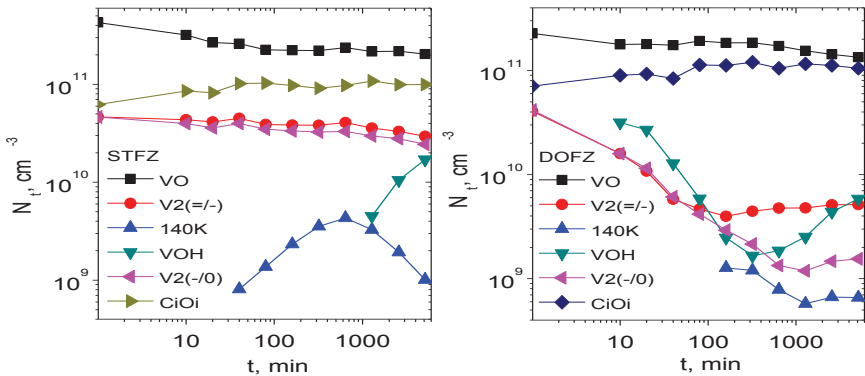 STFZ
VO
V2(=/-)
140K
VOH
V2(-/0)
CiOi
10^11
10^10
10^9
N_t, cm^-3
10 100 1000
t, min
DOFZ
VO
V2(=/-)
140K
VOH
V2(-/0)
CiOi
10^11
10^10
10^9
N_t, cm^-3
10 100 1000
t, min